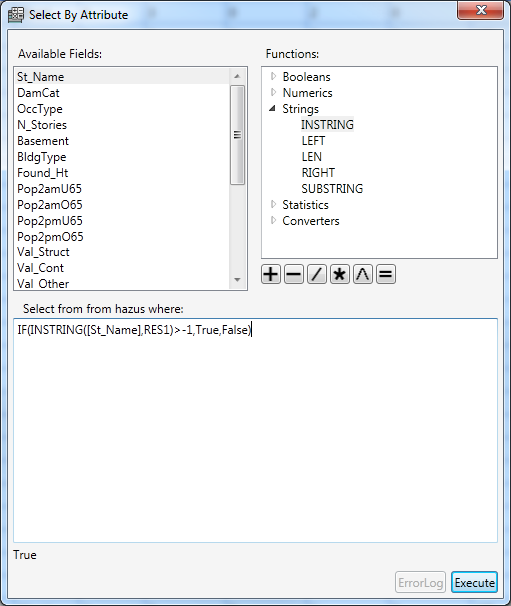 Select By Attribute
Available Fields:
St_Name
DamCat
OccType
N_Stories
Basement
BldgType
Found_Ht
Pop2amU65
Pop2amO65
Pop2pmU65
Pop2pmO65
Val_Struct
Val_Cont
Val_Other
Functions:
Booleans
Numerics
Strings
INSTRING
LEFT
LEN
RIGHT
SUBSTRING
Statistics
Converters
+ - / * ^ =
Select from from hazus where:
IF(INSTRING([St_Name],RES1)>-1,True,False)
True
ErrorLog
Execute